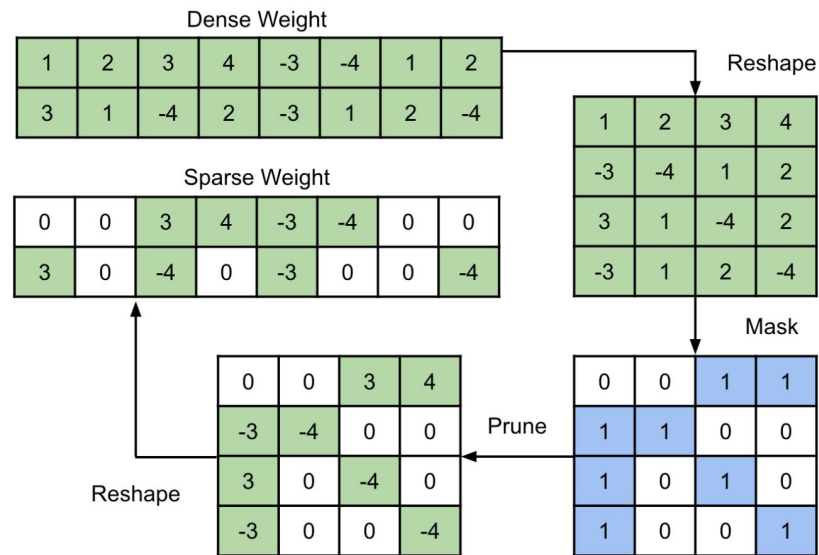 Dense Weight
1 2 3 4 -3 -4 1 2
3 1 -4 2 -3 1 2 -4
Reshape
1 2 3 4
-3 -4 1 2
3 1 -4 2
-3 1 2 -4
Sparse Weight
0 0 3 4 -3 -4 0 0
3 0 -4 0 -3 0 0 -4
Mask
0 0 1 1
1 1 0 0
1 0 1 0
1 0 0 1
Prune
0 0 3 4
-3 -4 0 0
3 0 -4 0
-3 0 0 -4
Reshape